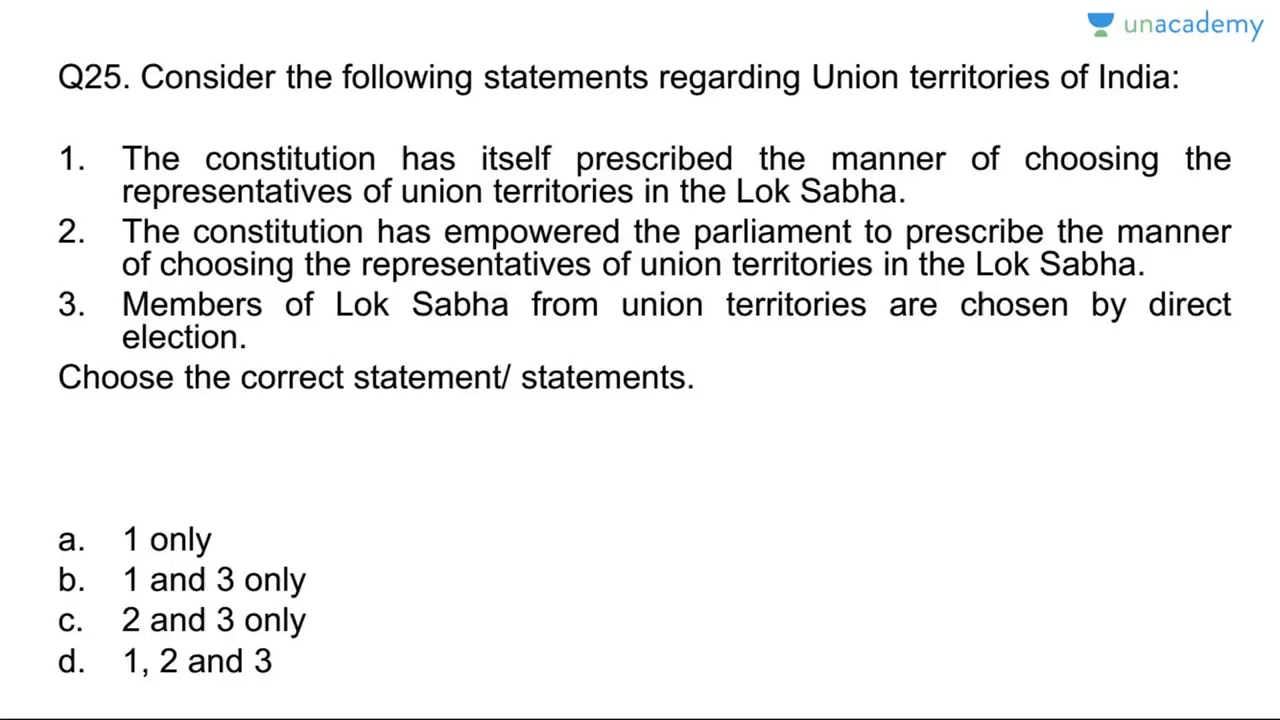 unacademy
Q25. Consider the following statements regarding Union territories of India:
1. The constitution has itself prescribed the manner of choosing the
representatives of union territories in the Lok Sabha.
2. The constitution has empowered the parliament to prescribe the manner
of choosing the representatives of union territories in the Lok Sabha.
3. Members of Lok Sabha from union territories are chosen by direct
election.
Choose the correct statement/ statements.
a. 1 only
b. 1 and 3 only
c. 2 and 3 only
d. 1, 2 and 3